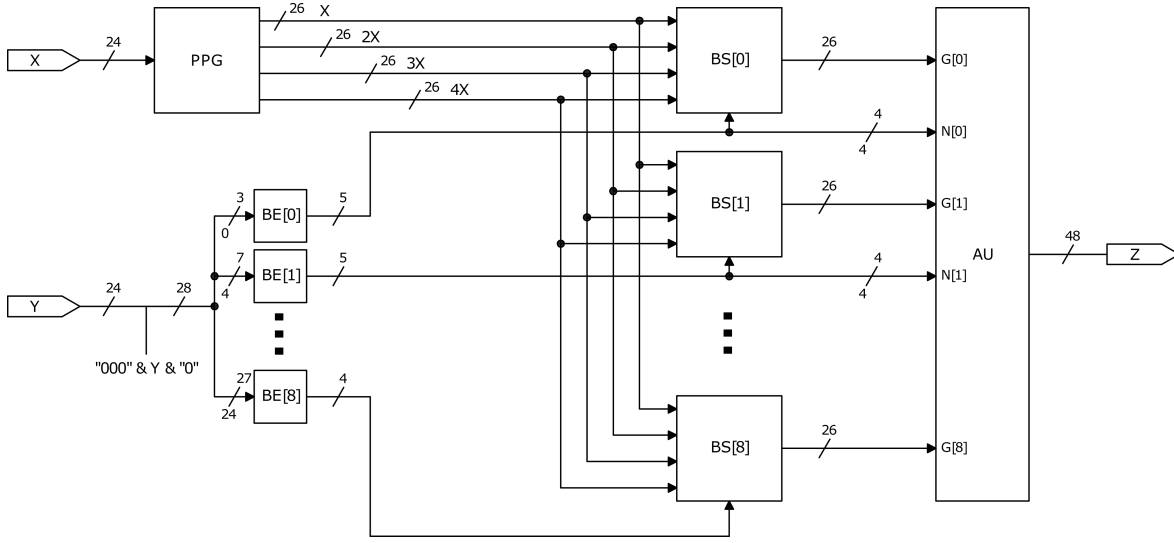 26 X
26 2X
26 3X
26 4X
X
24
PPG
BS[0]
26
G[0]
4
4
N[0]
AU
3
0
BE[0]
5
BS[1]
26
G[1]
7
4
BE[1]
5
4
4
N[1]
48
Z
Y
24
28
"000" & Y & "0"
27
24
BE[8]
4
BS[8]
26
G[8]